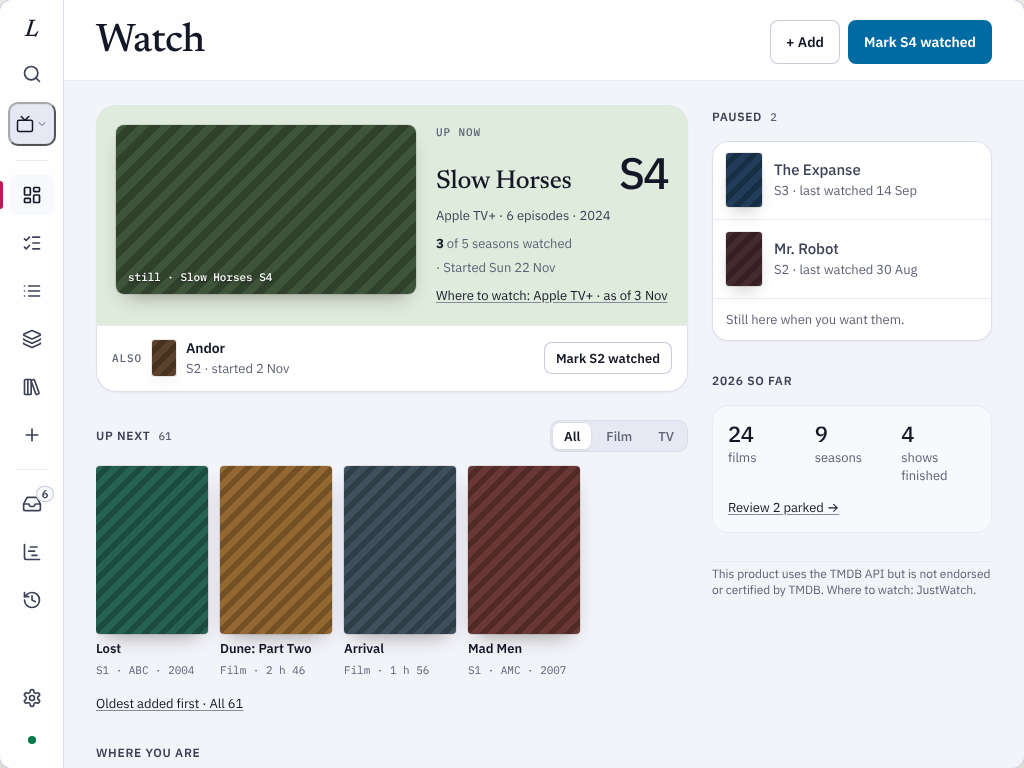 L
Watch
+ Add
Mark S4 watched
UP NOW
Slow Horses
S4
Apple TV+ · 6 episodes · 2024
3 of 5 seasons watched
· Started Sun 22 Nov
Where to watch: Apple TV+ · as of 3 Nov
still · Slow Horses S4
ALSO
Andor
S2 · started 2 Nov
Mark S2 watched
UP NEXT 61
All
Film
TV
Lost
S1 · ABC · 2004
Dune: Part Two
Film · 2 h 46
Arrival
Film · 1 h 56
Mad Men
S1 · AMC · 2007
Oldest added first · All 61
WHERE YOU ARE
PAUSED 2
The Expanse
S3 · last watched 14 Sep
Mr. Robot
S2 · last watched 30 Aug
Still here when you want them.
2026 SO FAR
24
films
9
seasons
4
shows
finished
Review 2 parked →
This product uses the TMDB API but is not endorsed
or certified by TMDB. Where to watch: JustWatch.
6